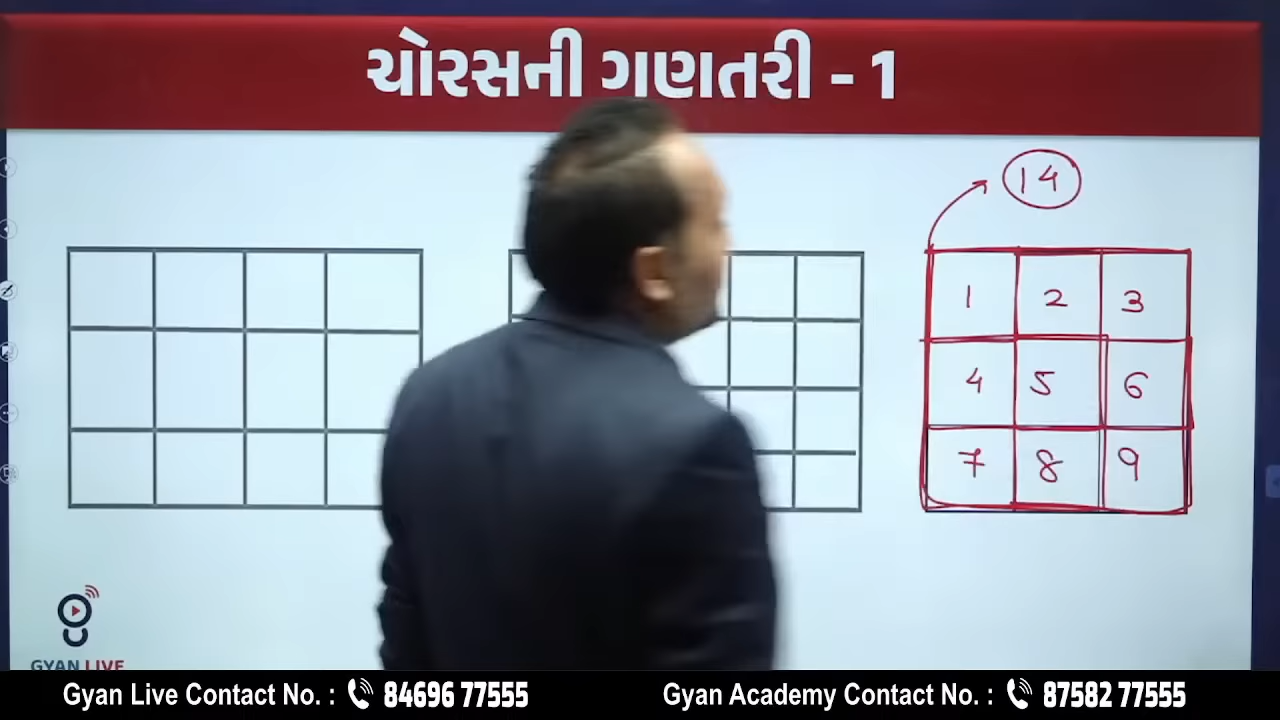 ચોરસની ગણતરી - 1
14
1 2 3
4 5 6
7 8 9
GYAN LIVE
Gyan Live Contact No. : 84696 77555
Gyan Academy Contact No. : 87582 77555